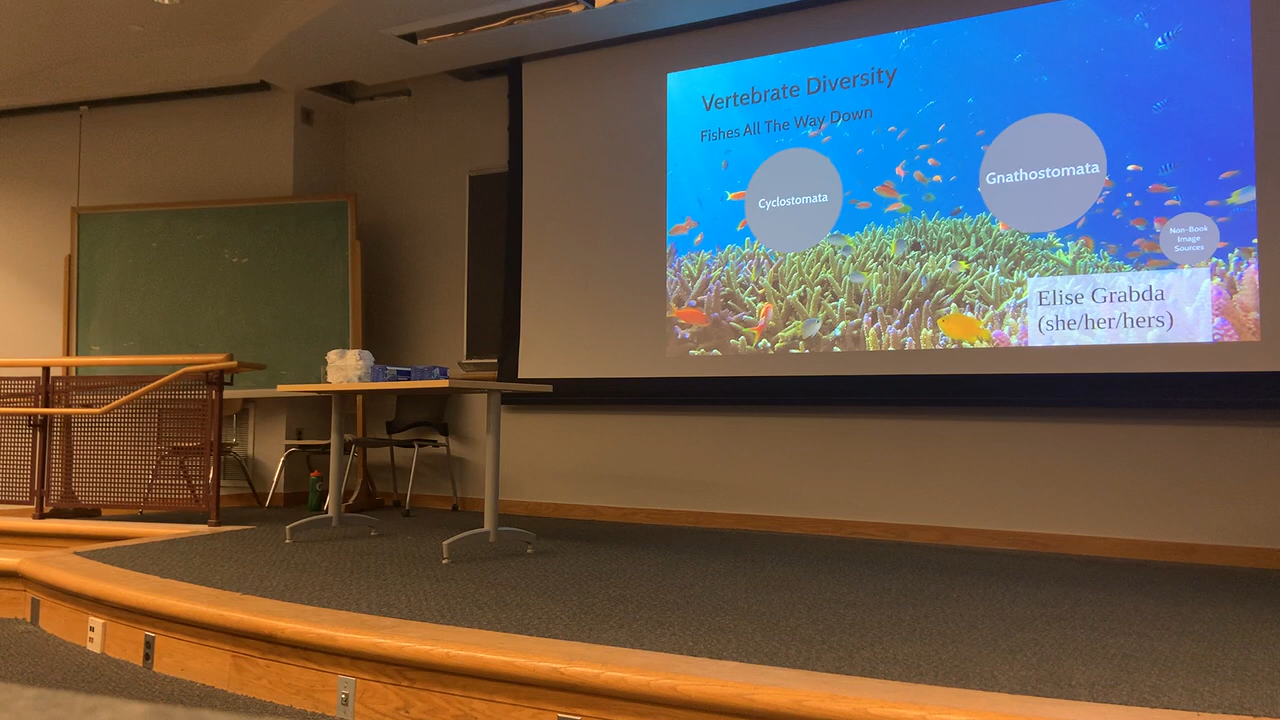 Vertebrate Diversity
Fishes All The Way Down
Cyclostomata
Gnathostomata
Non-Book
Image
Sources
Elise Grabda
(she/her/hers)